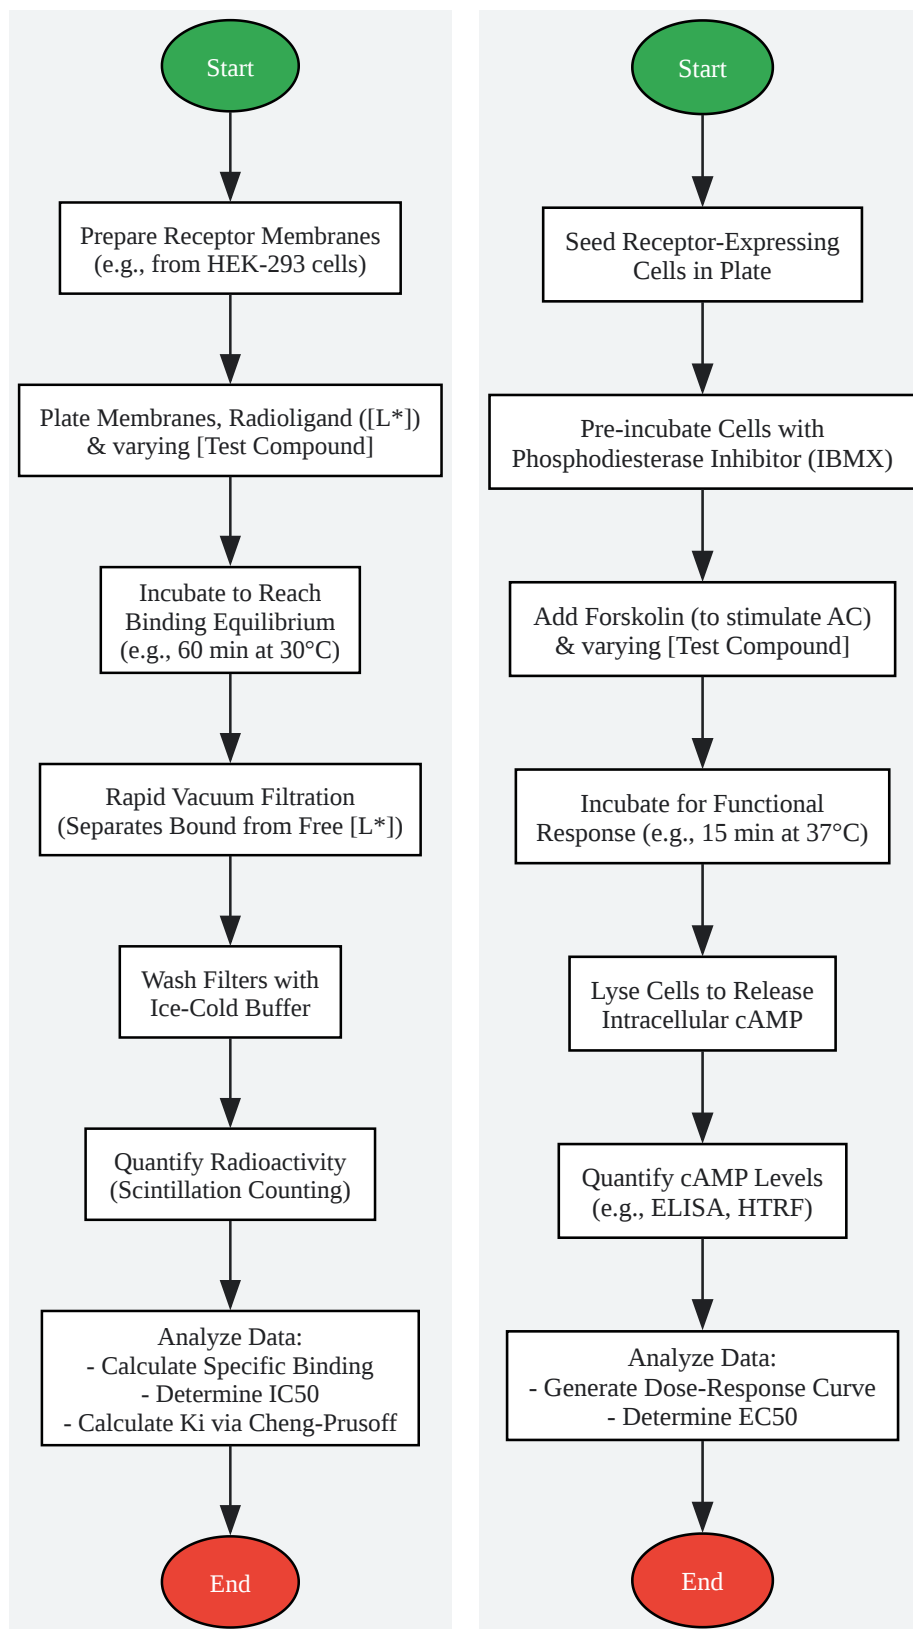 Start
Prepare Receptor Membranes
(e.g., from HEK-293 cells)
Plate Membranes, Radioligand ([L*])
& varying [Test Compound]
Incubate to Reach
Binding Equilibrium
(e.g., 60 min at 30°C)
Rapid Vacuum Filtration
(Separates Bound from Free [L*])
Wash Filters with
Ice-Cold Buffer
Quantify Radioactivity
(Scintillation Counting)
Analyze Data:
- Calculate Specific Binding
- Determine IC50
- Calculate Ki via Cheng-Prusoff
End
Start
Seed Receptor-Expressing
Cells in Plate
Pre-incubate Cells with
Phosphodiesterase Inhibitor (IBMX)
Add Forskolin (to stimulate AC)
& varying [Test Compound]
Incubate for Functional
Response (e.g., 15 min at 37°C)
Lyse Cells to Release
Intracellular cAMP
Quantify cAMP Levels
(e.g., ELISA, HTRF)
Analyze Data:
- Generate Dose-Response Curve
- Determine EC50
End